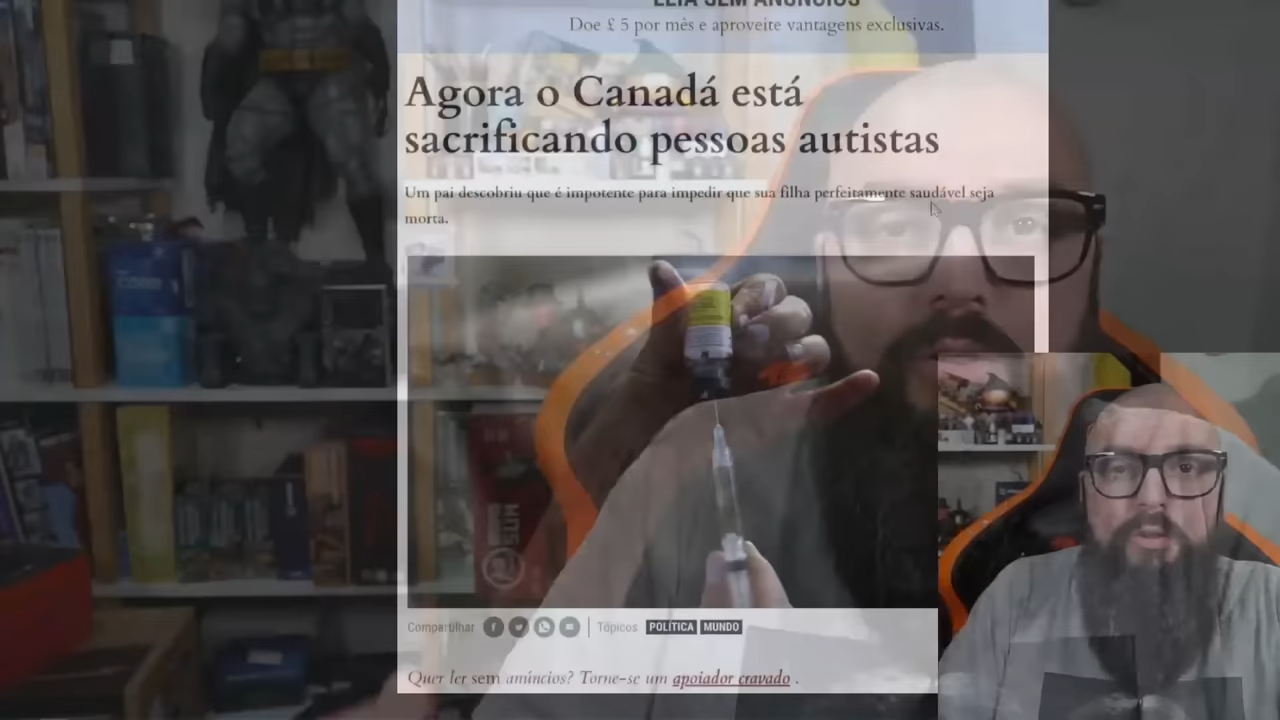 LEIA SEM ANÚNCIOS
Doe £ 5 por mês e aproveite vantagens exclusivas.
Agora o Canadá está
sacrificando pessoas autistas
Um pai descobriu que é impotente para impedir que sua filha perfeitamente saudável seja
morta.
Compartilhar
Tópicos
POLÍTICA MUNDO
Quer ler sem anúncios? Torne-se um apoiador cravado .